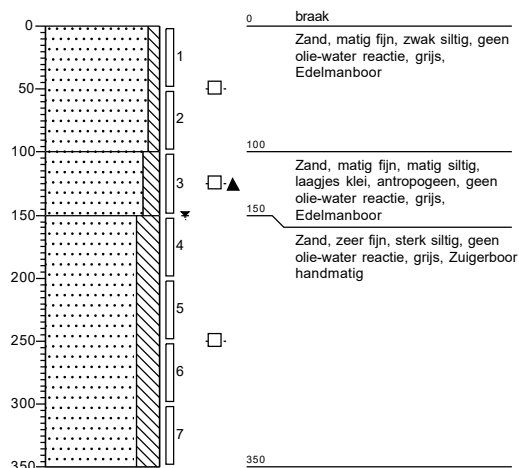 0
50
100
150
200
250
300
350
1
2
3
4
5
6
7
0
braak
Zand, matig fijn, zwak siltig, geen
olie-water reactie, grijs,
Edelmanboor
100
Zand, matig fijn, matig siltig,
laagjes klei, antropogeen, geen
olie-water reactie, grijs,
Edelmanboor
150
Zand, zeer fijn, sterk siltig, geen
olie-water reactie, grijs, Zuigerboor
handmatig
350